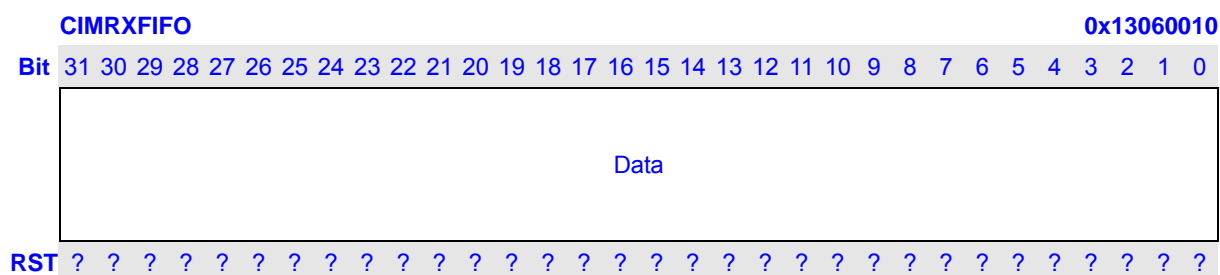 CIMRXFIFO 0x13060010
Bit 31 30 29 28 27 26 25 24 23 22 21 20 19 18 17 16 15 14 13 12 11 10 9 8 7 6 5 4 3 2 1 0
Data
RST ? ? ? ? ? ? ? ? ? ? ? ? ? ? ? ? ? ? ? ? ? ? ? ? ? ? ? ? ? ? ? ?